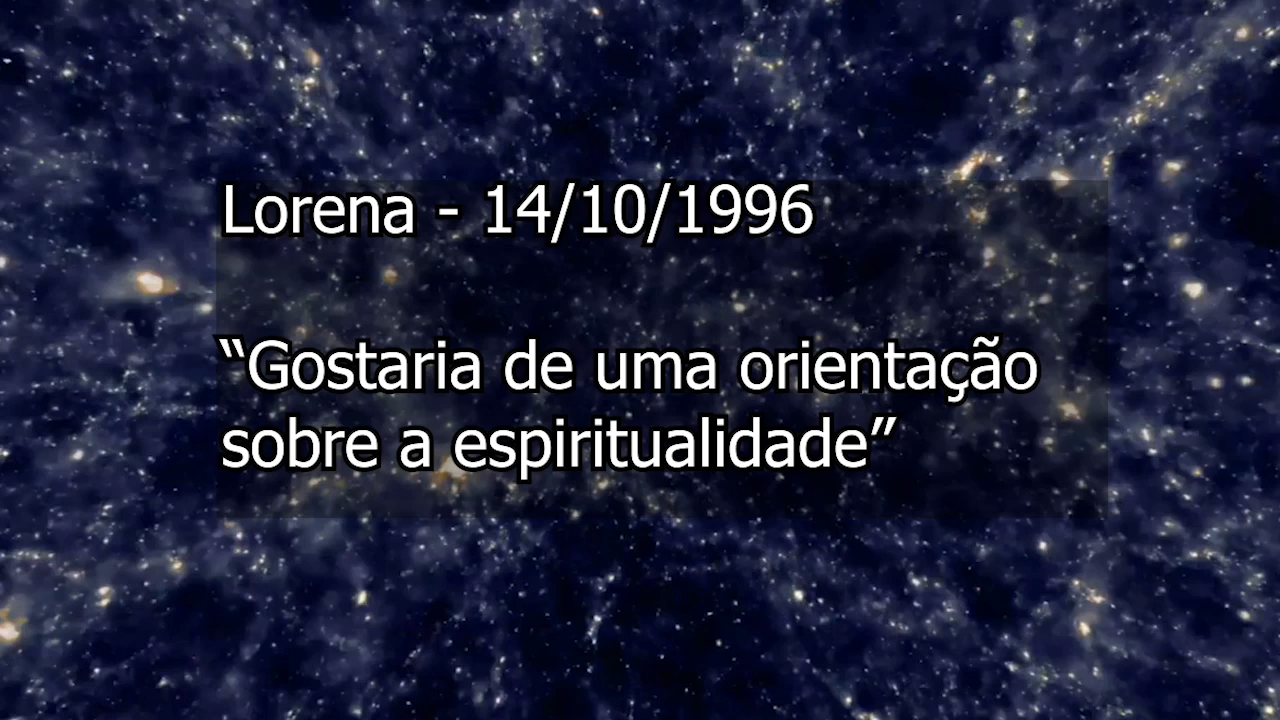 Lorena - 14/10/1996
“Gostaria de uma orientação
sobre a espiritualidade”